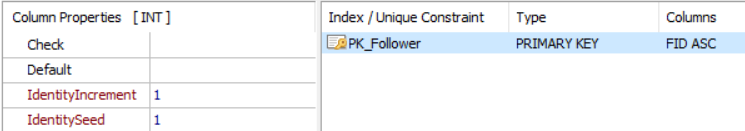 Column Properties [INT]
Index / Unique Constraint Type Columns
Check
PK_Follower PRIMARY KEY FID ASC
Default
IdentityIncrement 1
IdentitySeed 1